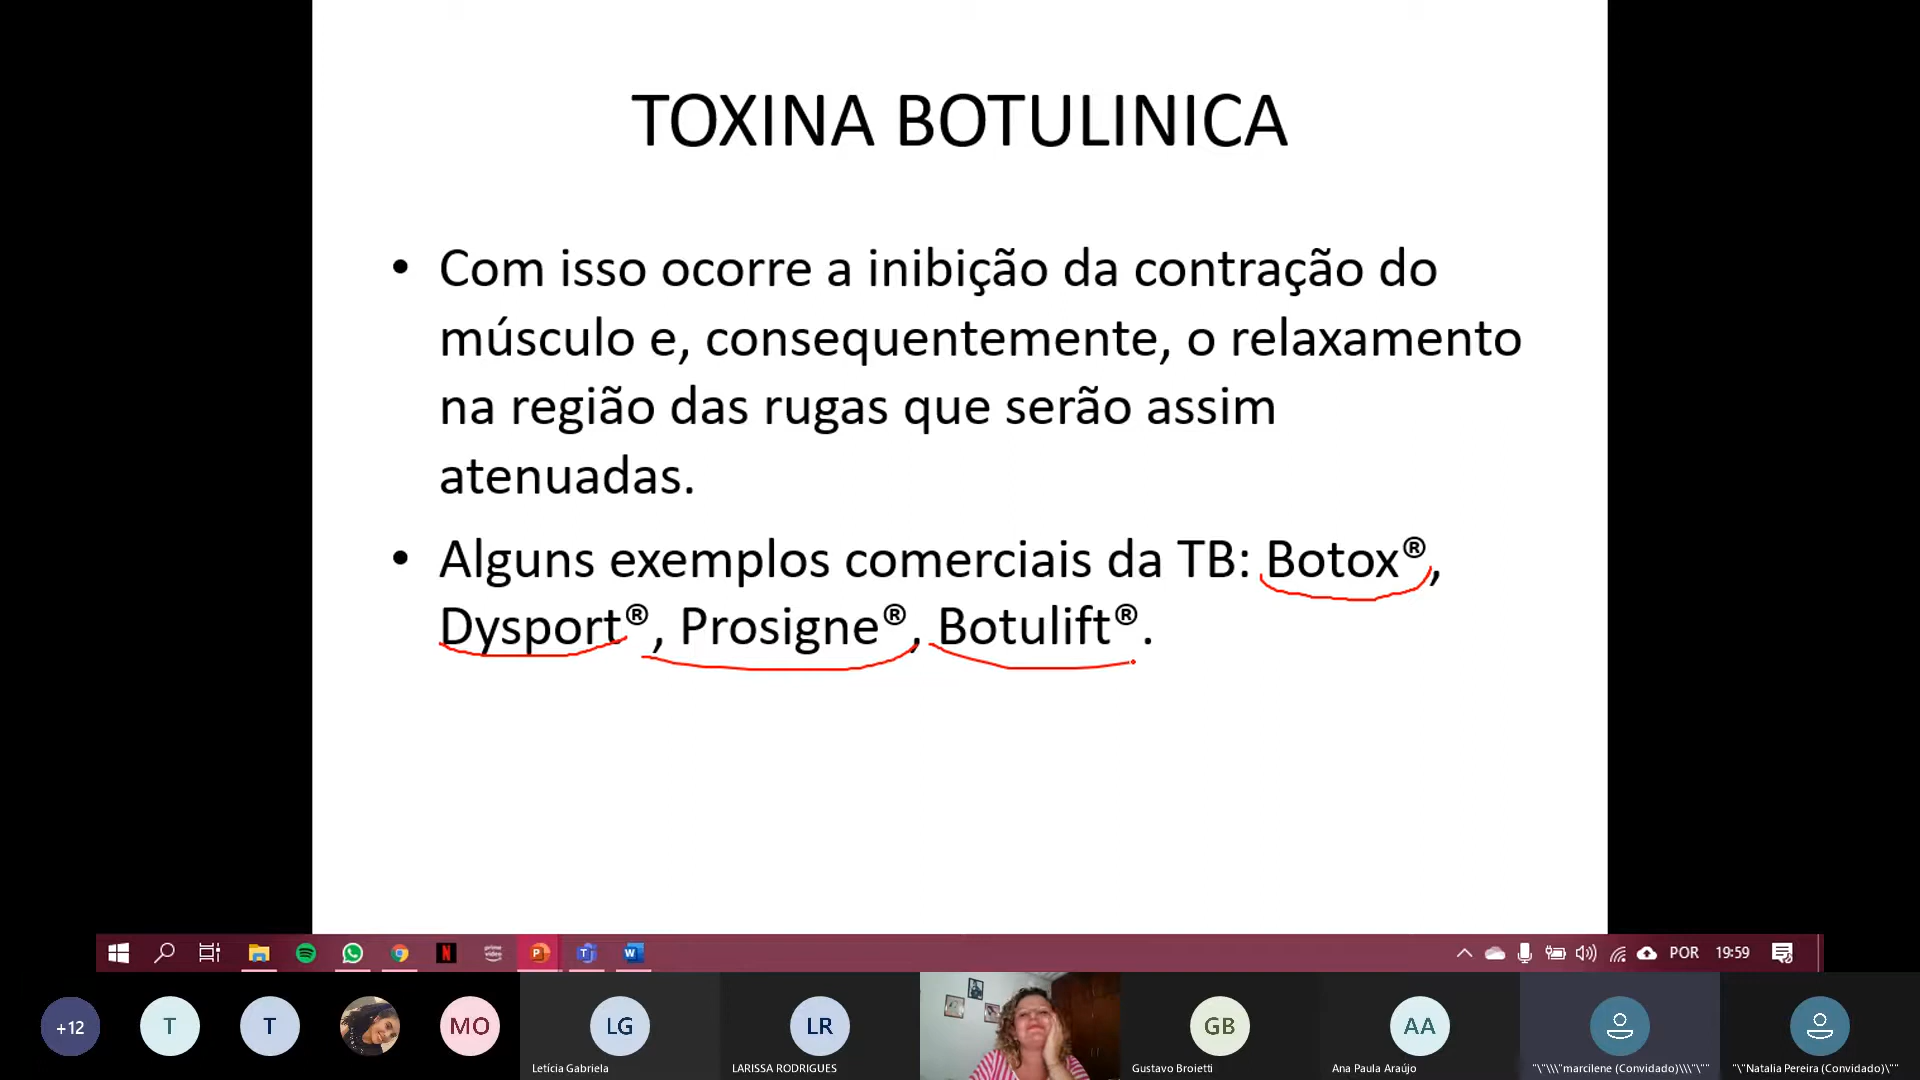 TOXINA BOTULINICA
• Com isso ocorre a inibição da contração do
músculo e, consequentemente, o relaxamento
na região das rugas que serão assim
atenuadas.
• Alguns exemplos comerciais da TB: Botox®,
Dysport®, Prosigne®, Botulift®.
POR 19:59
+12 T T MO LG LR GB AA
Letícia Gabriela LARISSA RODRIGUES Gustavo Broietti Ana Paula Araújo "\"\\\"marcilene (Convidado)\\\"\"" "\"Natalia Pereira (Convidado)\""